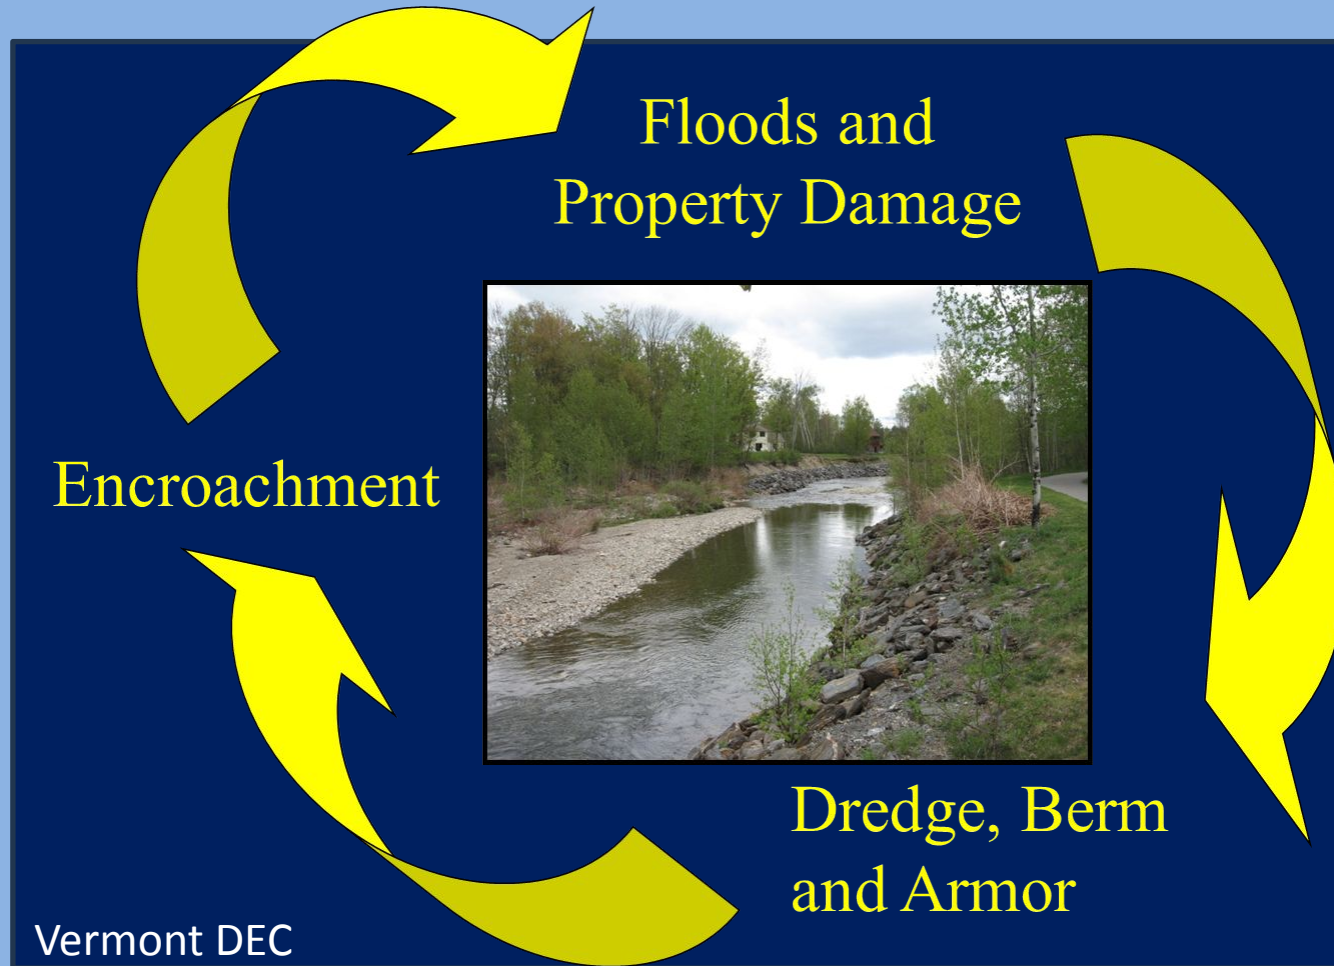 Floods and
Property Damage
Encroachment
Dredge, Berm
and Armor
Vermont DEC